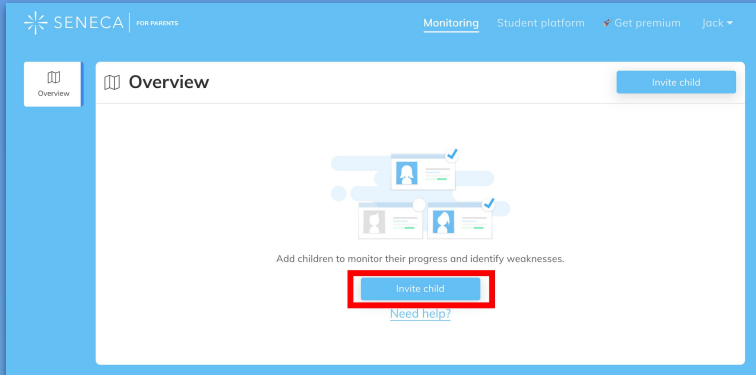 SENECA FOR PARENTS
Monitoring Student platform Get premium Jack
Overview
Overview
Invite child
Add children to monitor their progress and identify weaknesses.
Invite child
Need help?